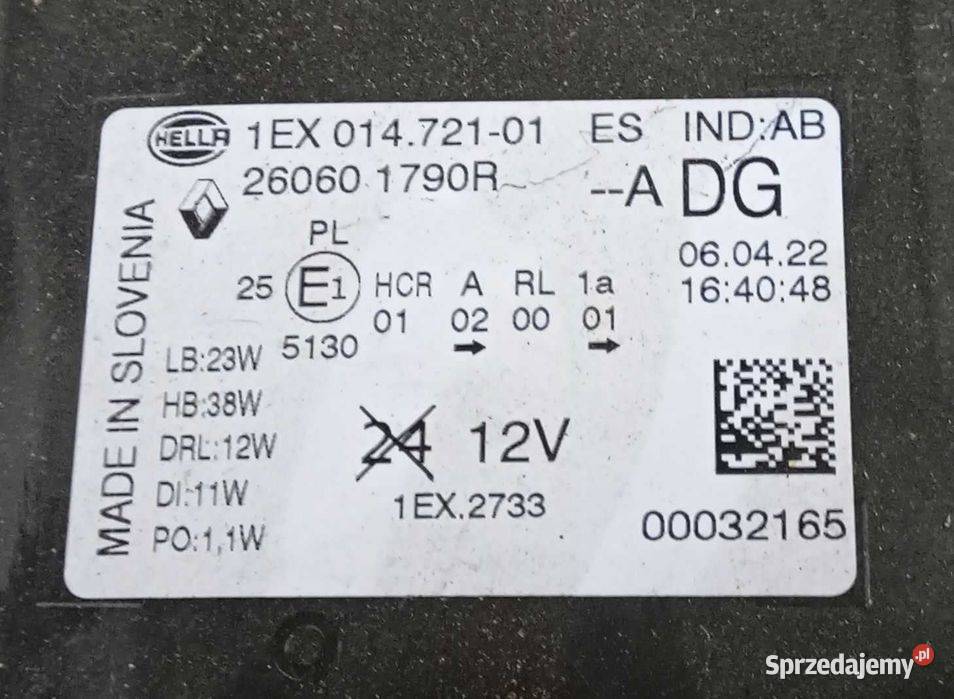 HELLA 1EX 014.721-01 ES IND:AB
26060 1790R --A DG
MADE IN SLOVENIA
PL
06.04.22
25 E1 HCR A RL 1a 16:40:48
01 02 00 01
5130 → →
LB:23W
HB:38W
DRL:12W
DI:11W
PO:1,1W
24 12V
1EX.2733
00032165
Sprzedajemy.pl